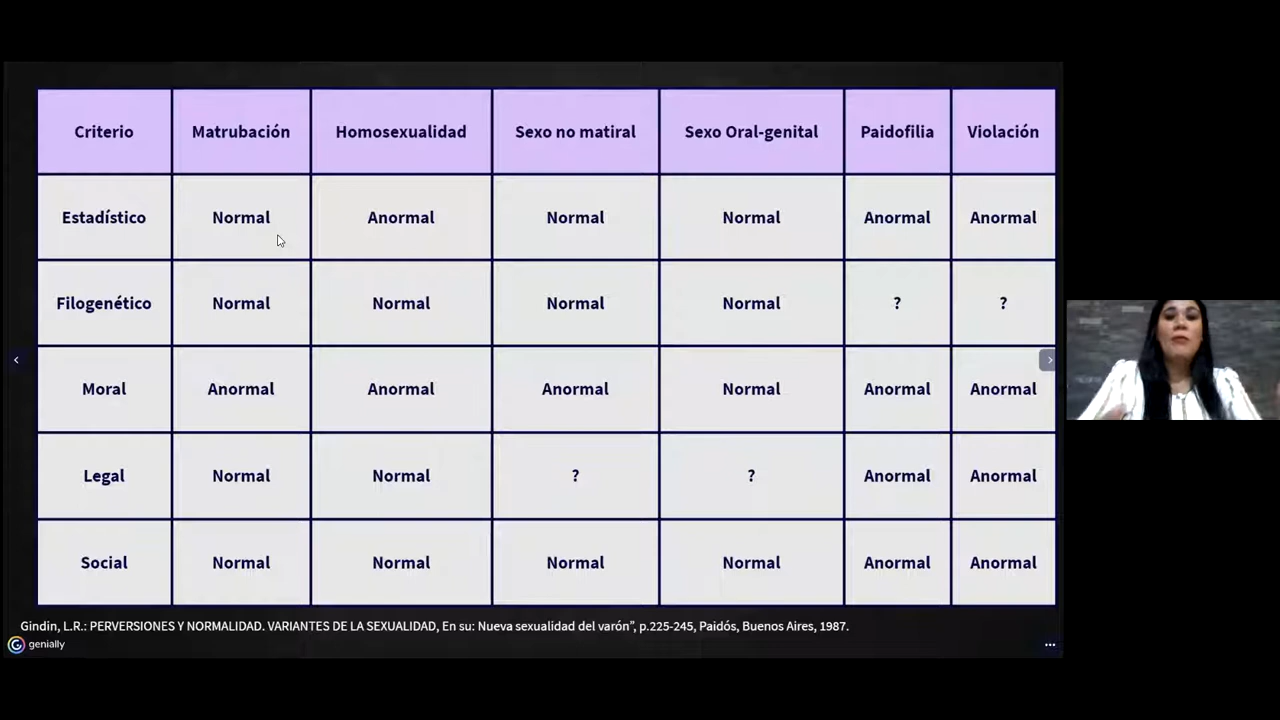 Criterio Matrubación Homosexualidad Sexo no matiral Sexo Oral-genital Paidofilia Violación
Estadístico Normal Anormal Normal Normal Anormal Anormal
Filogenético Normal Normal Normal Normal ? ?
Moral Anormal Anormal Anormal Normal Anormal Anormal
Legal Normal Normal ? ? Anormal Anormal
Social Normal Normal Normal Normal Anormal Anormal
Gindin, L.R.: PERVERSIONES Y NORMALIDAD. VARIANTES DE LA SEXUALIDAD, En su: Nueva sexualidad del varón”, p.225-245, Paidós, Buenos Aires, 1987.
genially